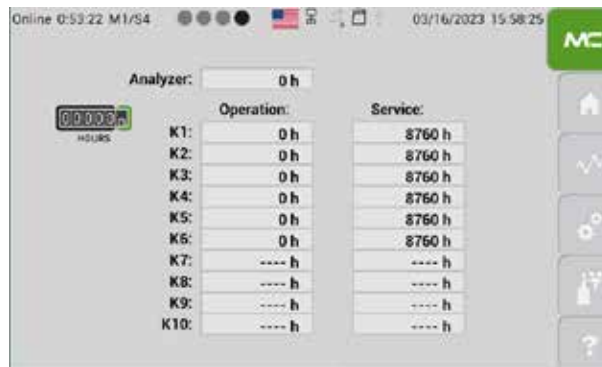 Online 0:53:22 M1/S4 03/16/2023 15:58:25
MC
Analyzer: 0 h
Operation: Service:
HOURS
K1: 0 h 8760 h
K2: 0 h 8760 h
K3: 0 h 8760 h
K4: 0 h 8760 h
K5: 0 h 8760 h
K6: 0 h 8760 h
K7: ---- h ---- h
K8: ---- h ---- h
K9: ---- h ---- h
K10: ---- h ---- h
?